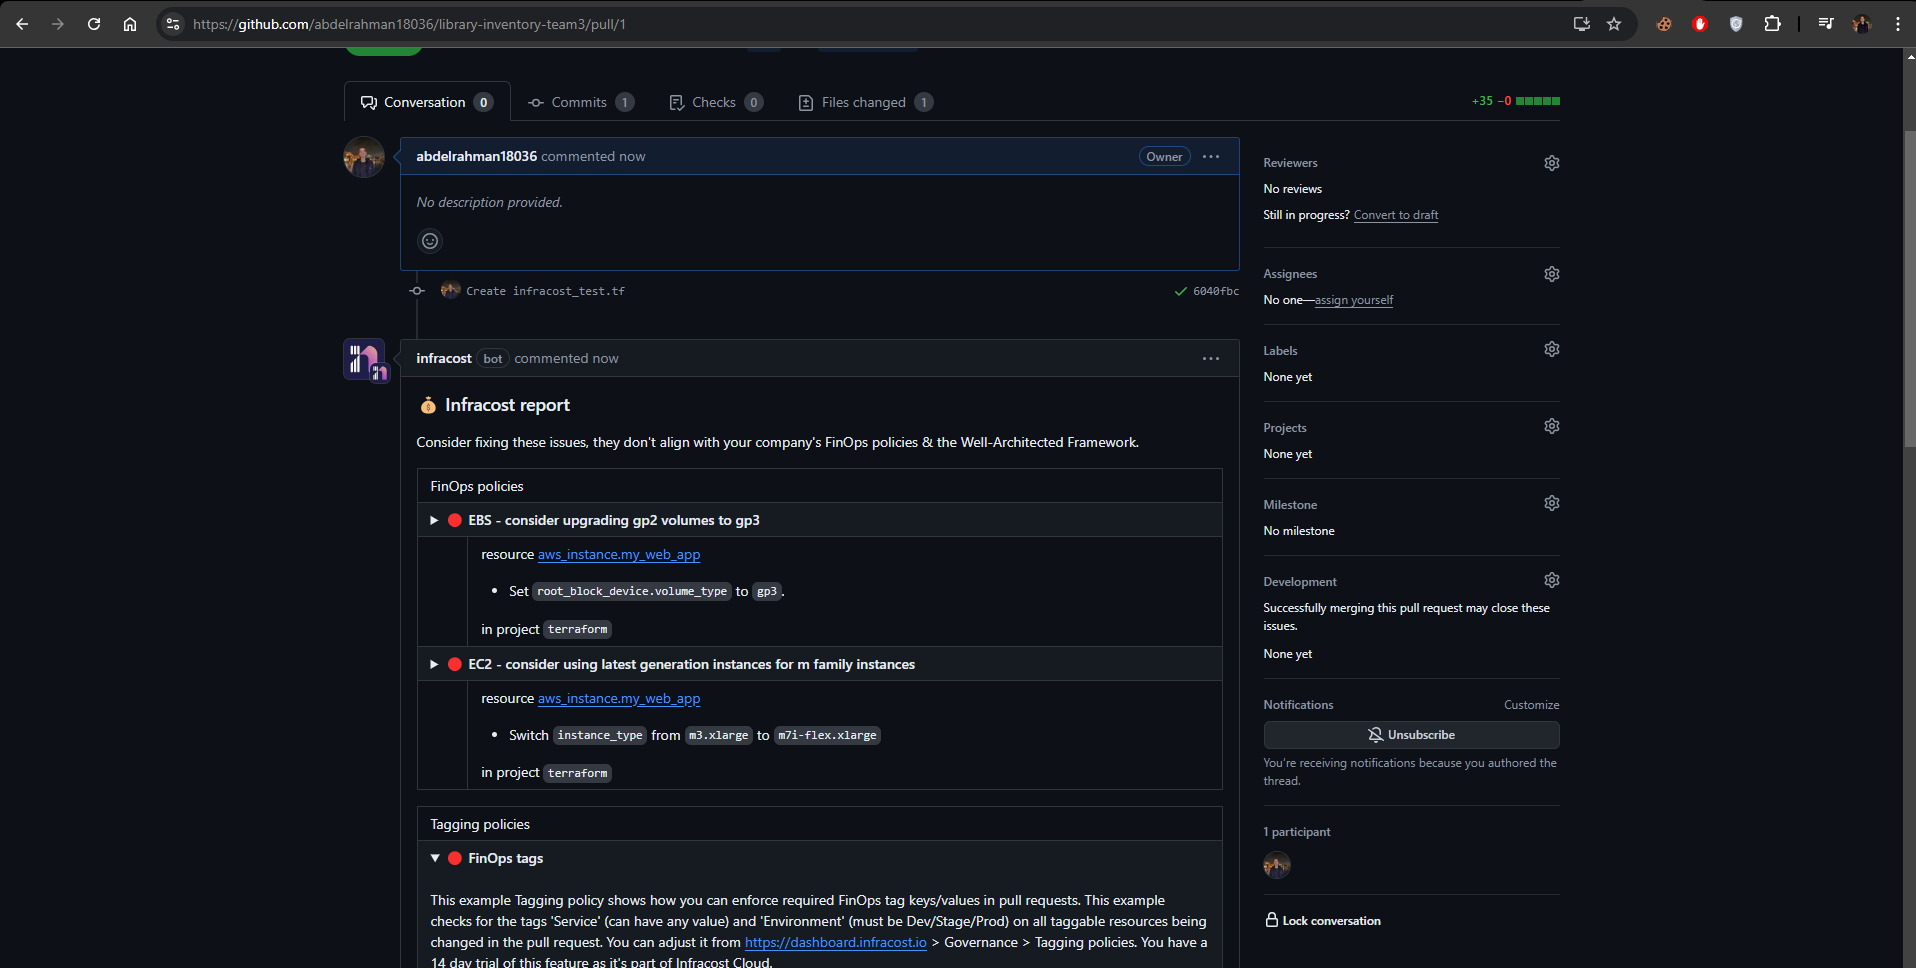 https://github.com/abdelrahman18036/library-inventory-team3/pull/1
Conversation 0
Commits 1
Checks 0
Files changed 1
+35 −0
abdelrahman18036 commented now
Owner
No description provided.
Create infracost_test.tf
6040fbc
infracost bot commented now
Infracost report
Consider fixing these issues, they don't align with your company's FinOps policies & the Well-Architected Framework.
FinOps policies
EBS - consider upgrading gp2 volumes to gp3
resource aws_instance.my_web_app
• Set root_block_device.volume_type to gp3.
in project terraform
EC2 - consider using latest generation instances for m family instances
resource aws_instance.my_web_app
• Switch instance_type from m3.xlarge to m7i-flex.xlarge
in project terraform
Tagging policies
FinOps tags
This example Tagging policy shows how you can enforce required FinOps tag keys/values in pull requests. This example
checks for the tags 'Service' (can have any value) and 'Environment' (must be Dev/Stage/Prod) on all taggable resources being
changed in the pull request. You can adjust it from https://dashboard.infracost.io > Governance > Tagging policies. You have a
14 day trial of this feature as it's part of Infracost Cloud.
Reviewers
No reviews
Still in progress? Convert to draft
Assignees
No one—assign yourself
Labels
None yet
Projects
None yet
Milestone
No milestone
Development
Successfully merging this pull request may close these
issues.
None yet
Notifications
Customize
Unsubscribe
You're receiving notifications because you authored the
thread.
1 participant
Lock conversation